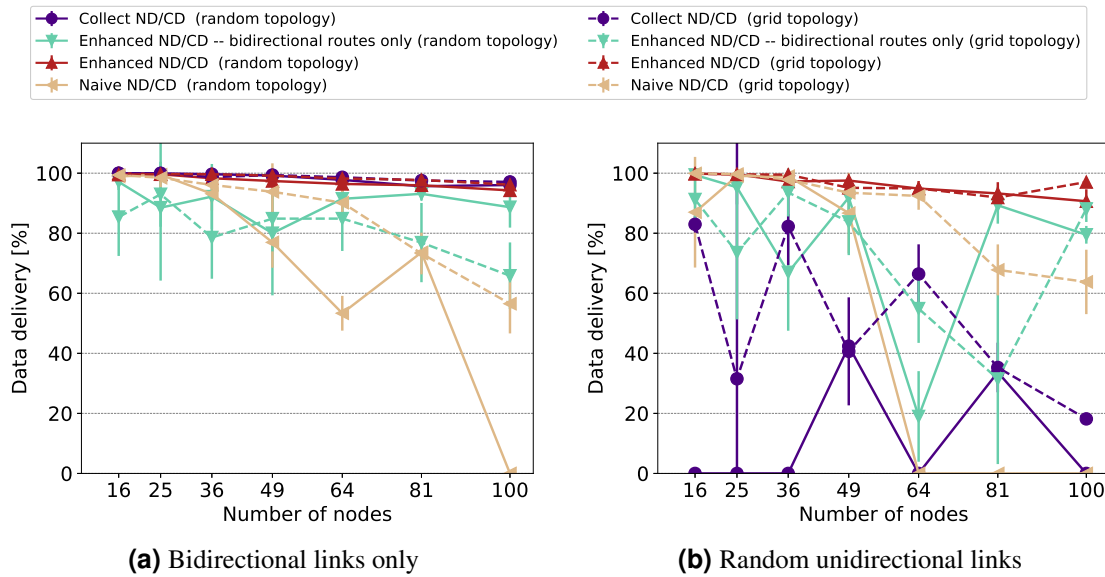 Collect ND/CD (random topology)
Enhanced ND/CD -- bidirectional routes only (random topology)
Enhanced ND/CD (random topology)
Naive ND/CD (random topology)
Collect ND/CD (grid topology)
Enhanced ND/CD -- bidirectional routes only (grid topology)
Enhanced ND/CD (grid topology)
Naive ND/CD (grid topology)
Data delivery [%]
100
80
60
40
20
0
16 25 36 49 64 81 100
Number of nodes
(a) Bidirectional links only
Data delivery [%]
100
80
60
40
20
0
16 25 36 49 64 81 100
Number of nodes
(b) Random unidirectional links